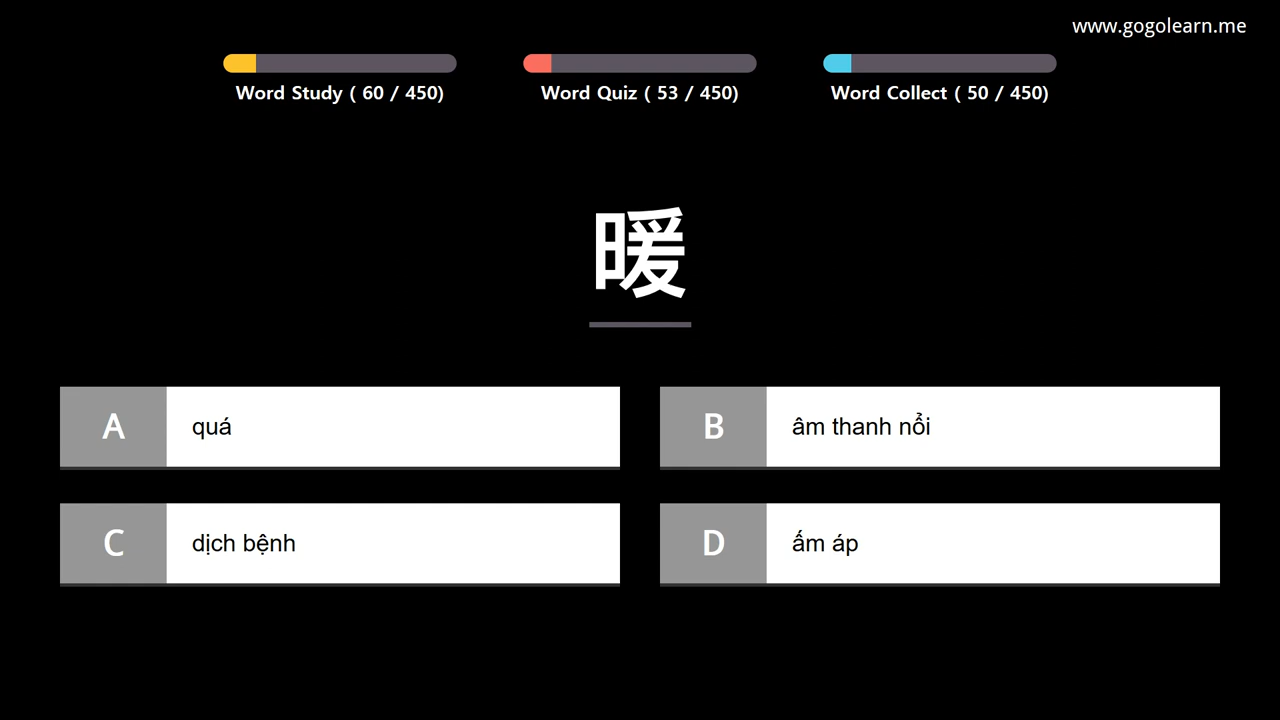 www.gogolearn.me
Word Study ( 60 / 450)
Word Quiz ( 53 / 450)
Word Collect ( 50 / 450)
暖
A
quá
B
âm thanh nổi
C
dịch bệnh
D
ấm áp